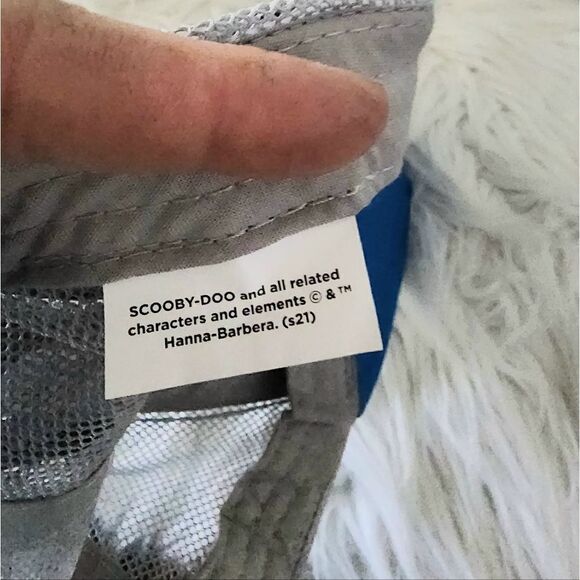 SCOOBY-DOO and all related
characters and elements © & ™
Hanna-Barbera. (s21)